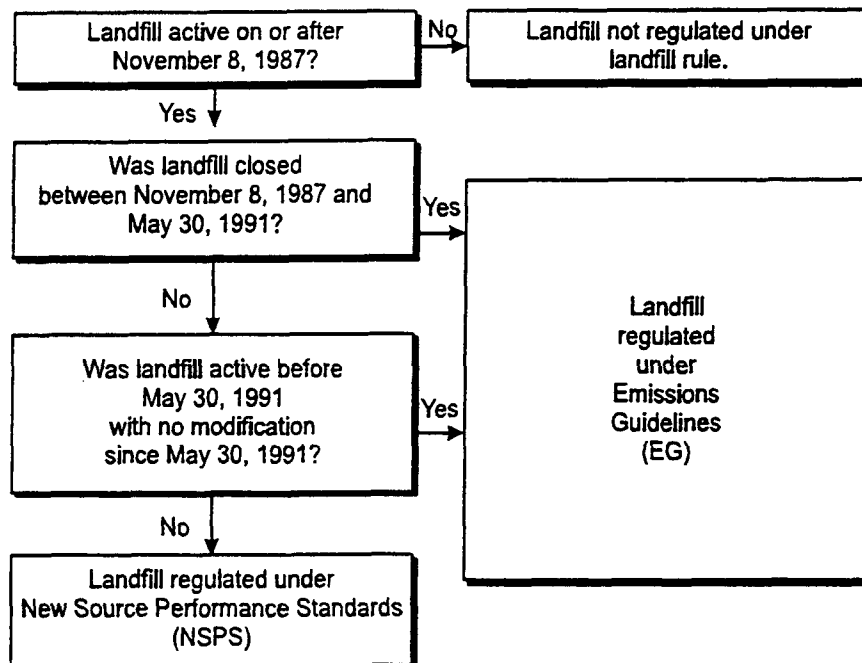 Landfill active on or after
November 8, 1987?
No
Landfill not regulated under
landfill rule.
Yes
Was landfill closed
between November 8, 1987 and
May 30, 1991?
Yes
No
Landfill
regulated
under
Emissions
Guidelines
(EG)
Was landfill active before
May 30, 1991
with no modification
since May 30, 1991?
Yes
No
Landfill regulated under
New Source Performance Standards
(NSPS)